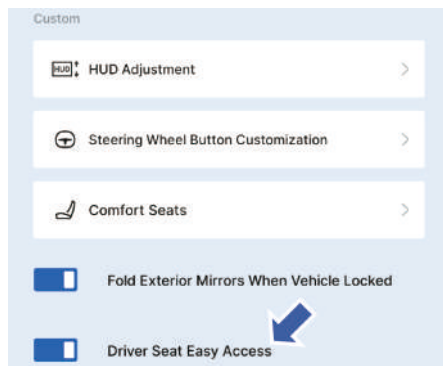 Custom
HUD HUD Adjustment
Steering Wheel Button Customization
Comfort Seats
Fold Exterior Mirrors When Vehicle Locked
Driver Seat Easy Access